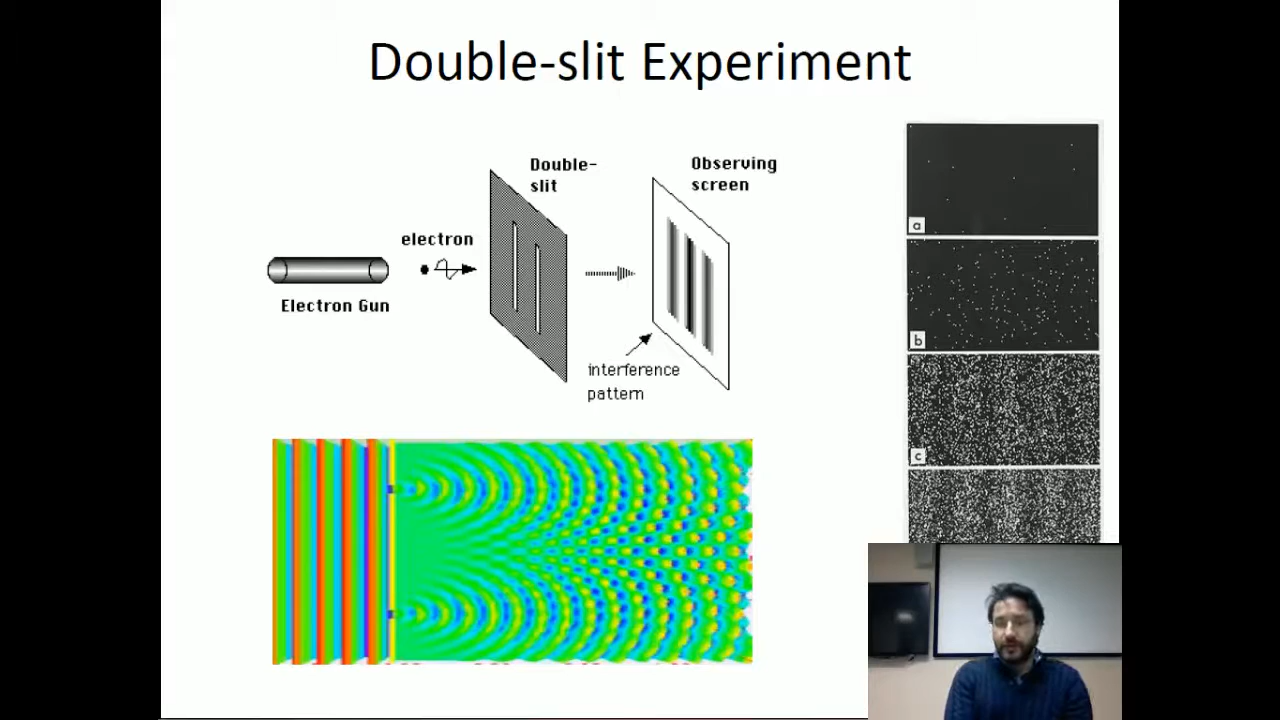 Double-slit Experiment
Double-
slit
Observing
screen
electron
Electron Gun
interference
pattern
a
b
c